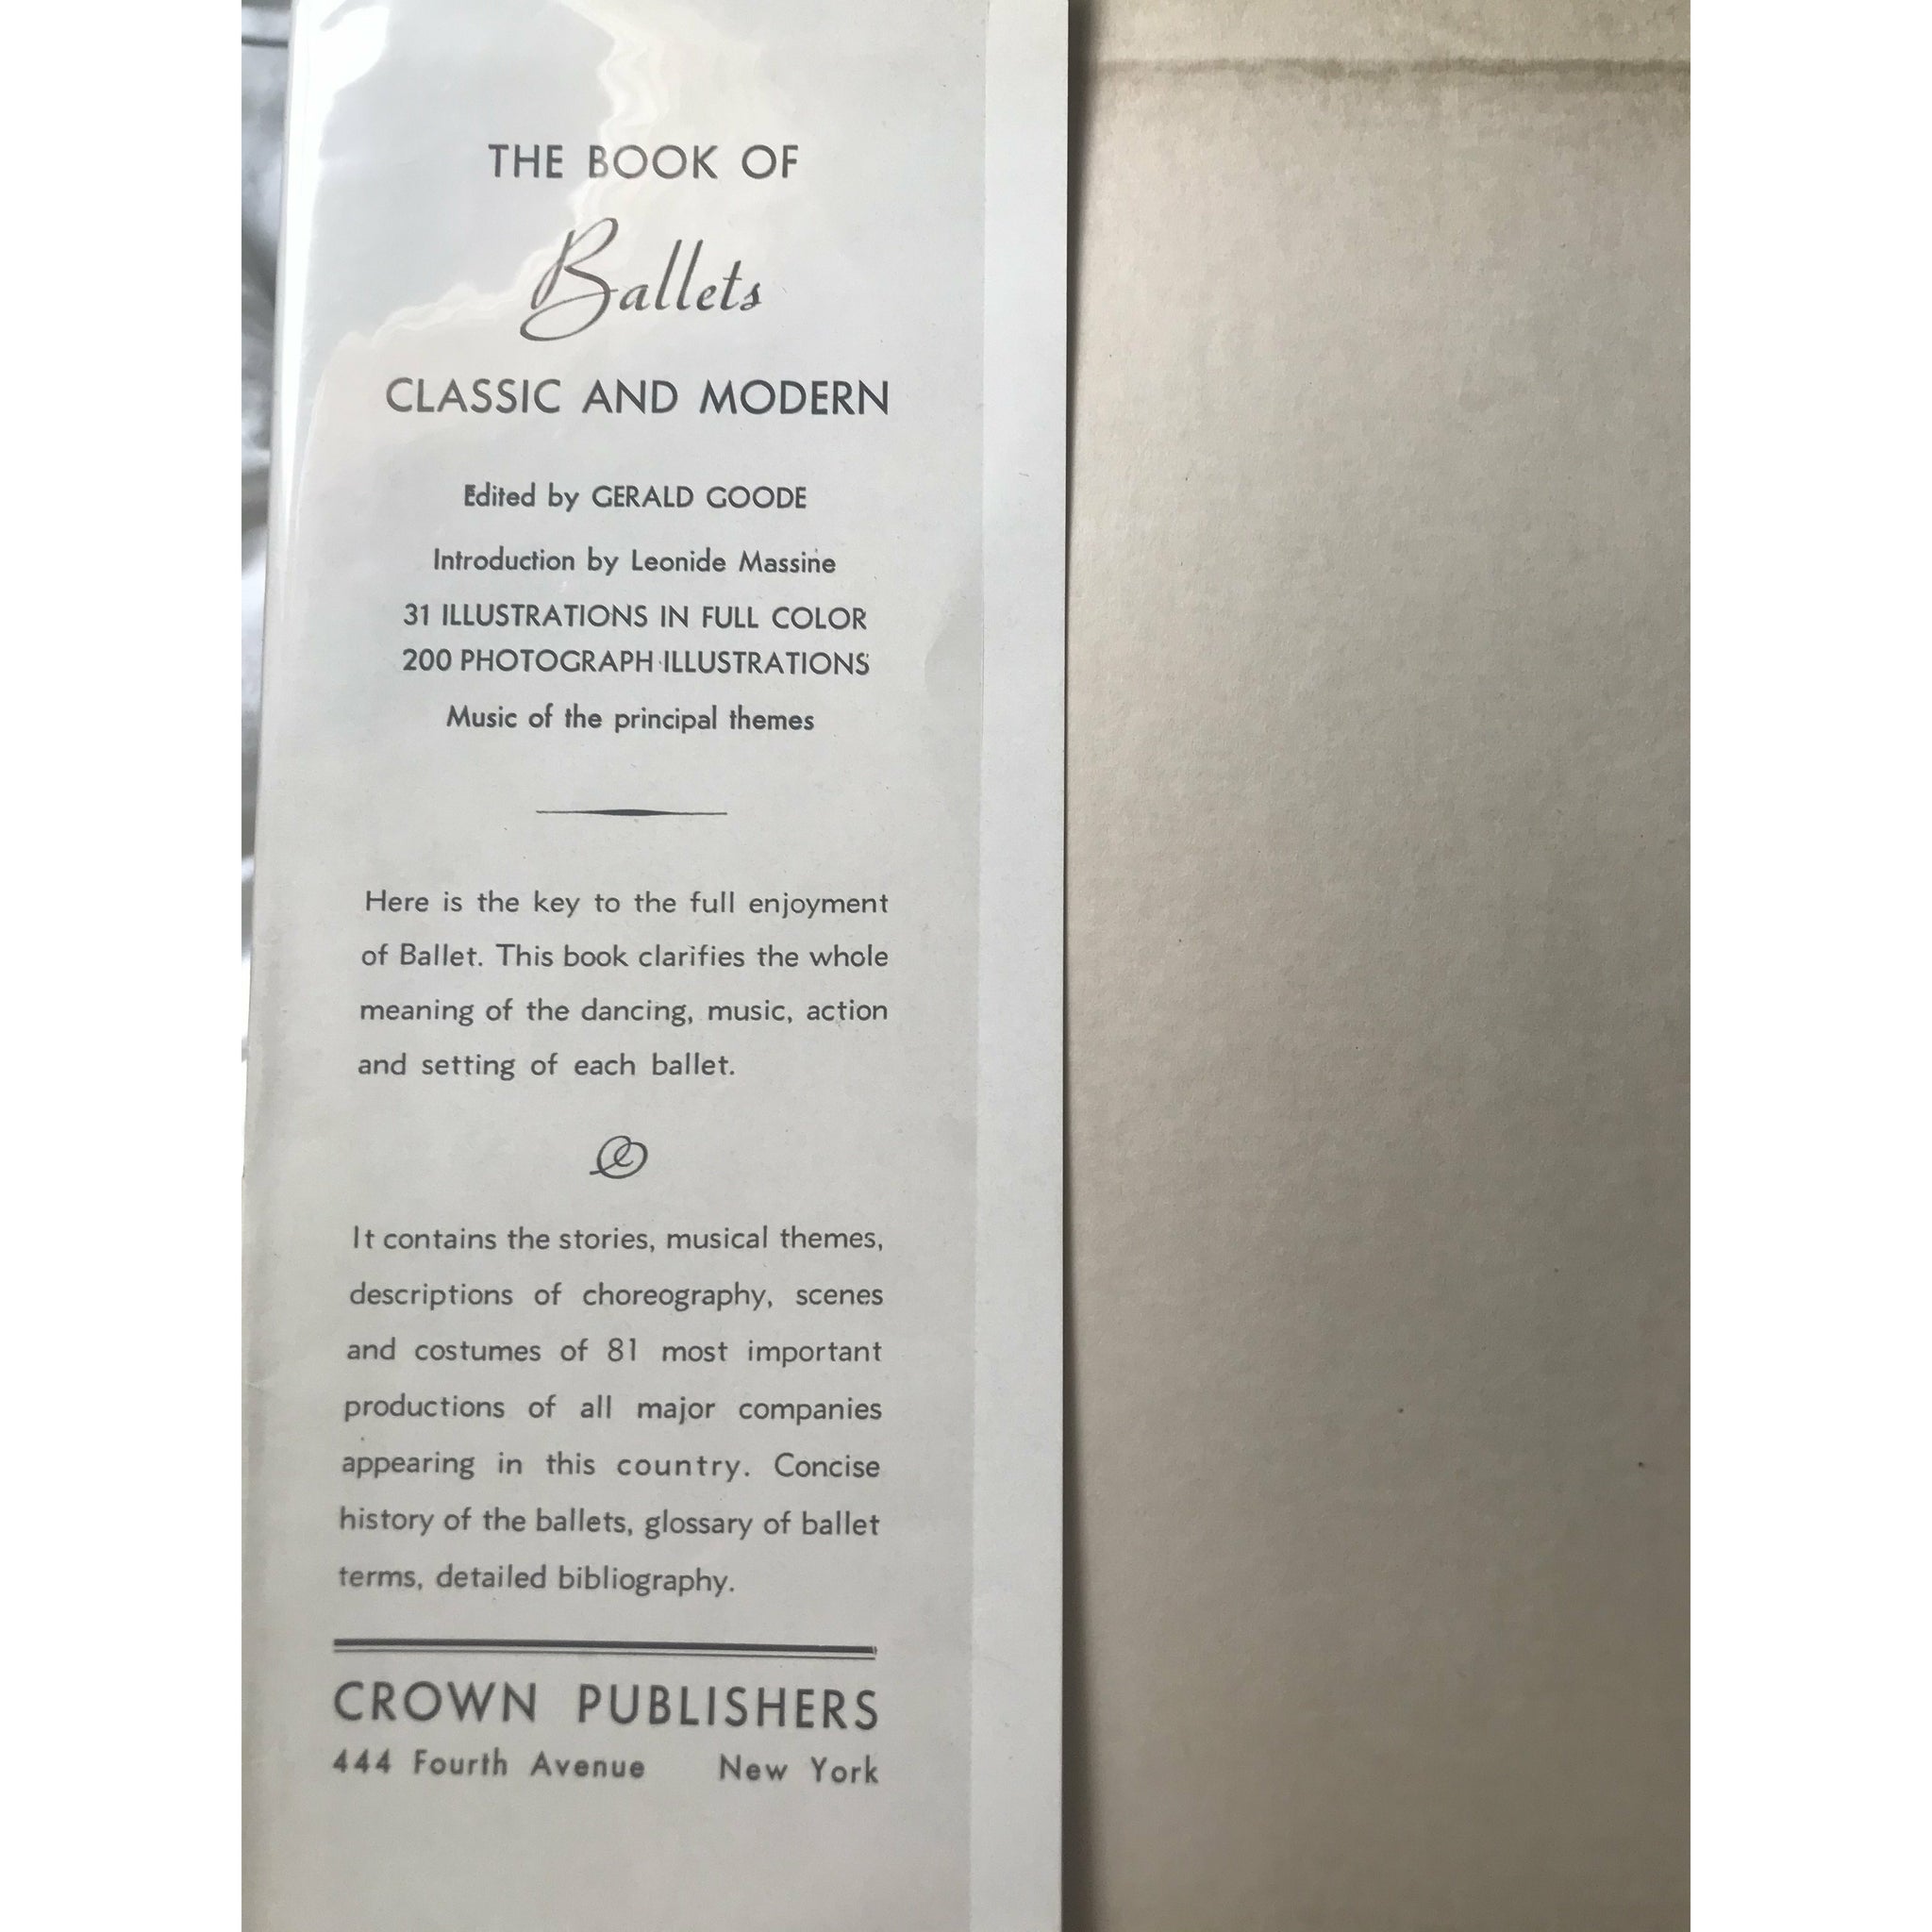 THE BOOK OF
Ballets
CLASSIC AND MODERN
Edited by GERALD GOODE
Introduction by Leonide Massine
31 ILLUSTRATIONS IN FULL COLOR
200 PHOTOGRAPH ILLUSTRATIONS
Music of the principal themes
Here is the key to the full enjoyment
of Ballet. This book clarifies the whole
meaning of the dancing, music, action
and setting of each ballet.
It contains the stories, musical themes,
descriptions of choreography, scenes
and costumes of 81 most important
productions of all major companies
appearing in this country. Concise
history of the ballets, glossary of ballet
terms, detailed bibliography.
CROWN PUBLISHERS
444 Fourth Avenue New York